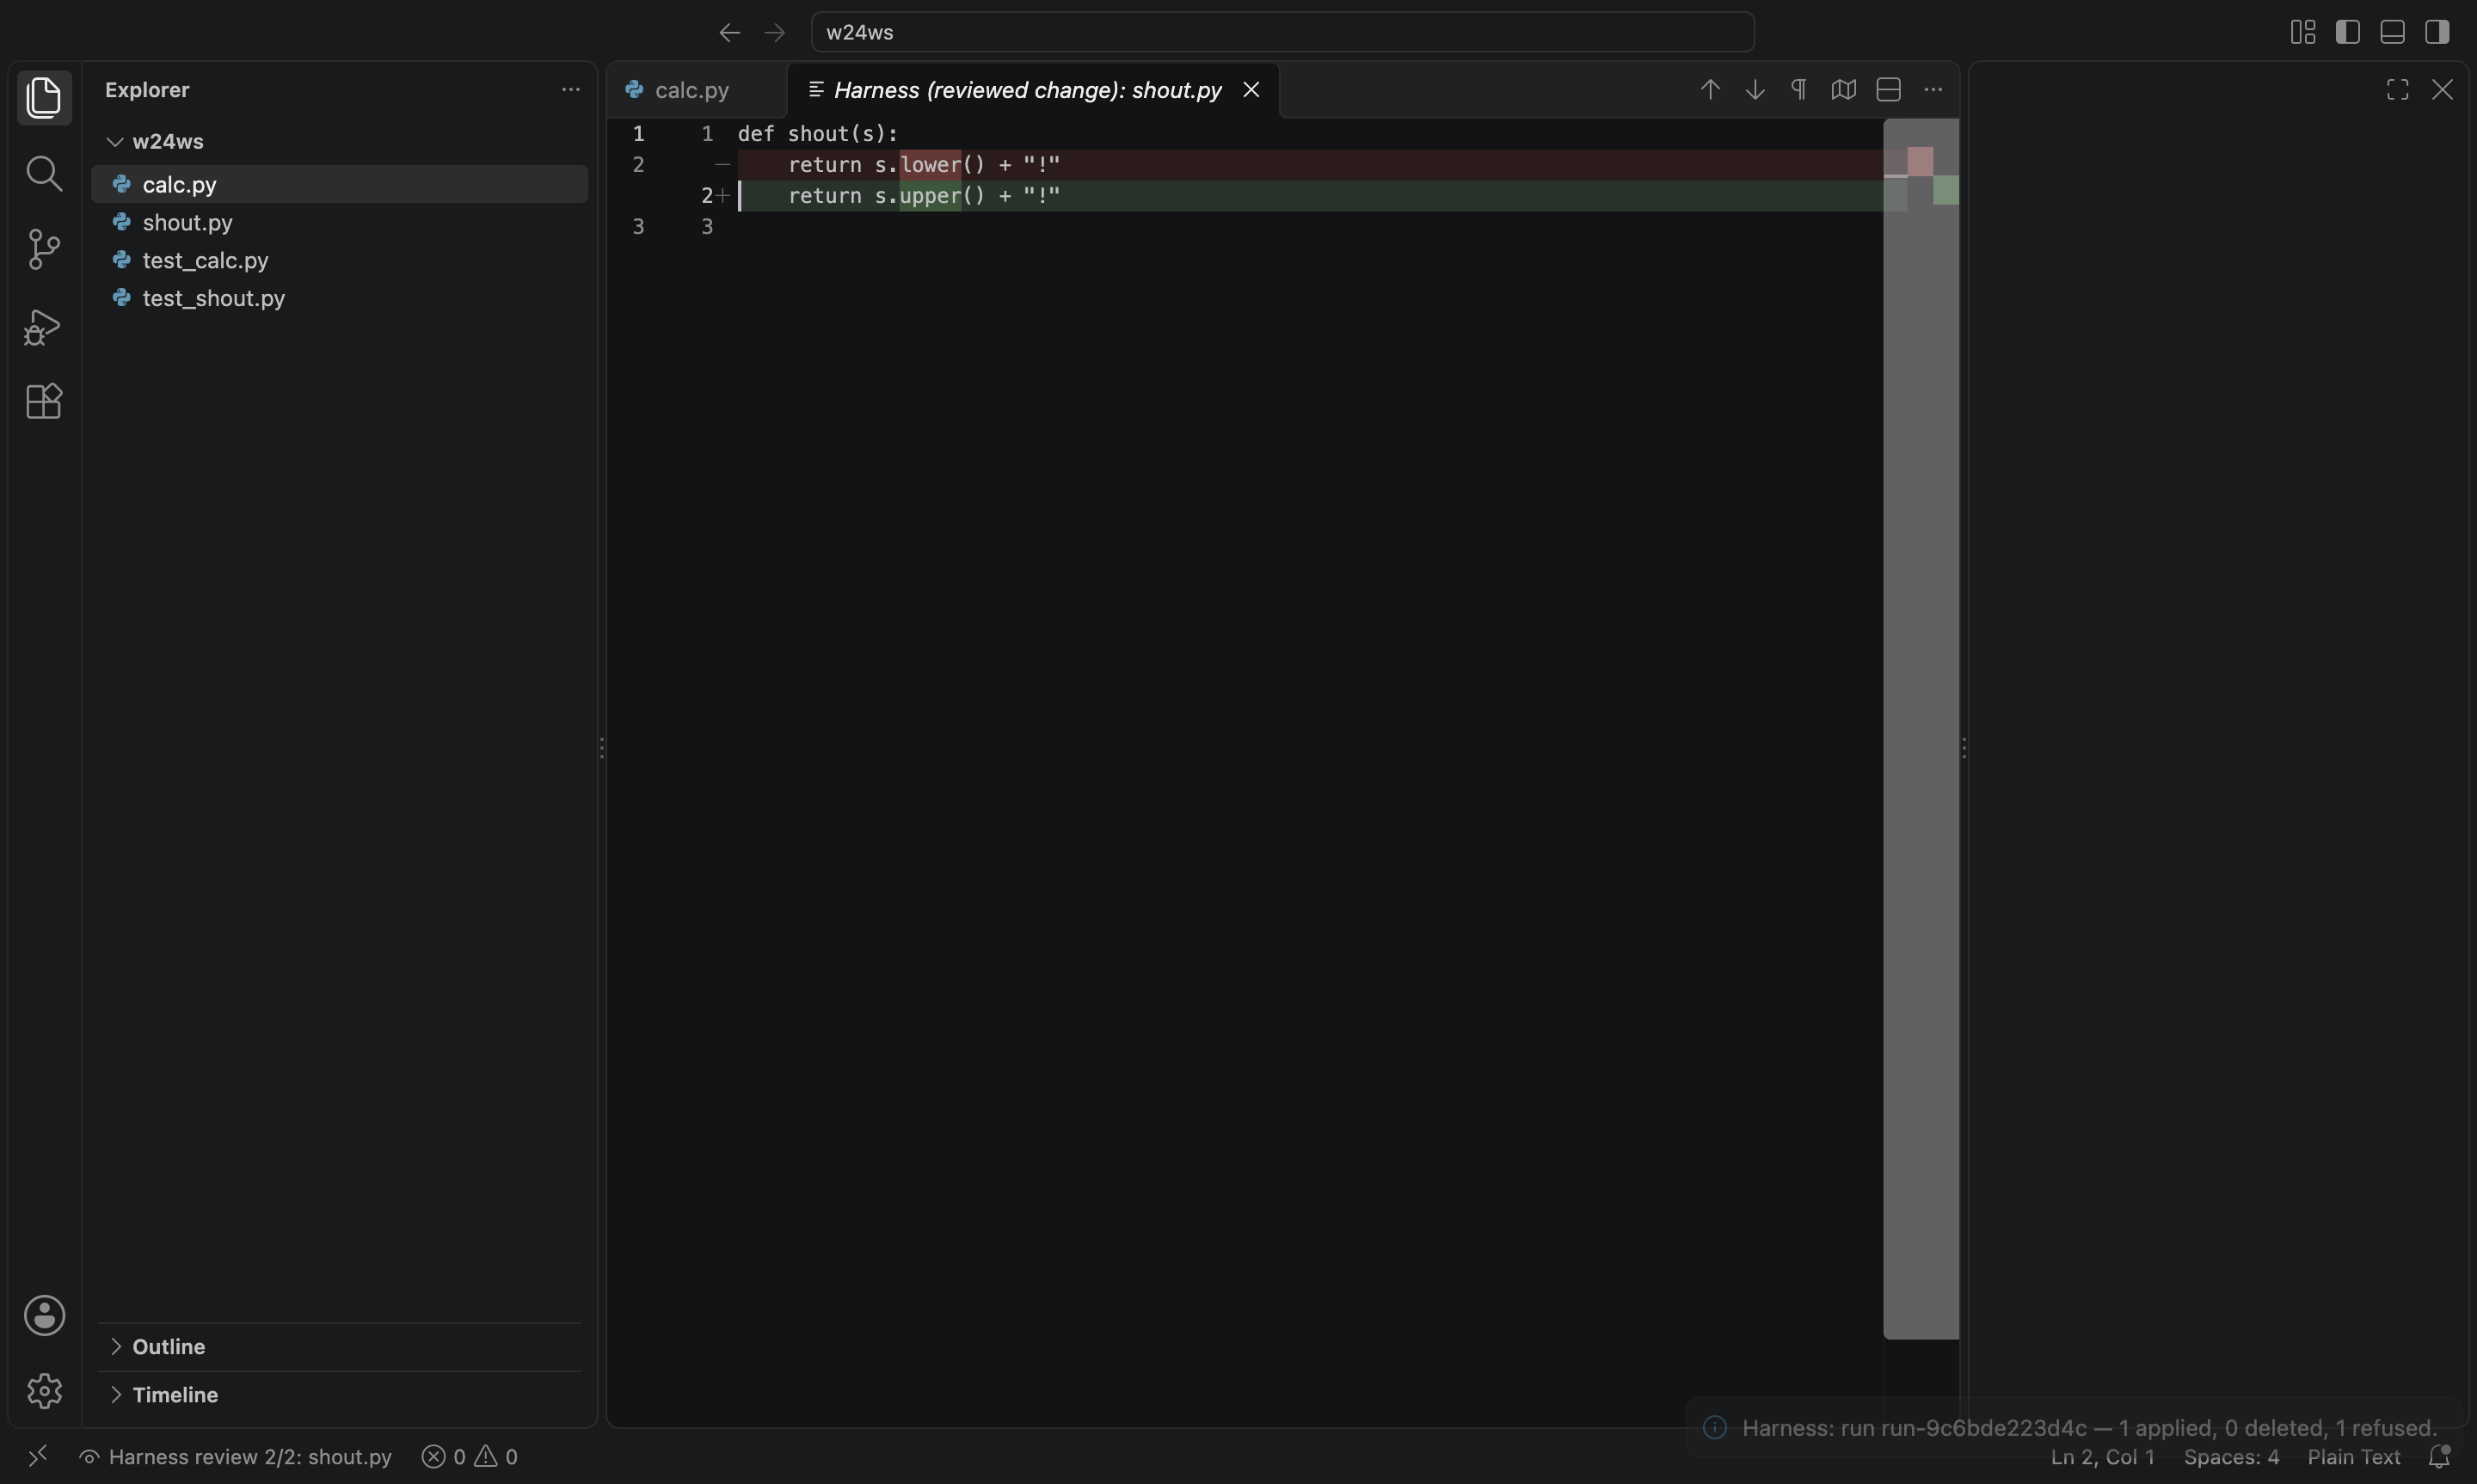 w24ws
Explorer
w24ws
calc.py
shout.py
test_calc.py
test_shout.py
Outline
Timeline
calc.py
Harness (reviewed change): shout.py
1 1 def shout(s):
2 — return s.lower() + "!"
2+ return s.upper() + "!"
3 3
Harness: run run-9c6bde223d4c — 1 applied, 0 deleted, 1 refused.
Harness review 2/2: shout.py 0 0 Ln 2, Col 1 Spaces: 4 Plain Text